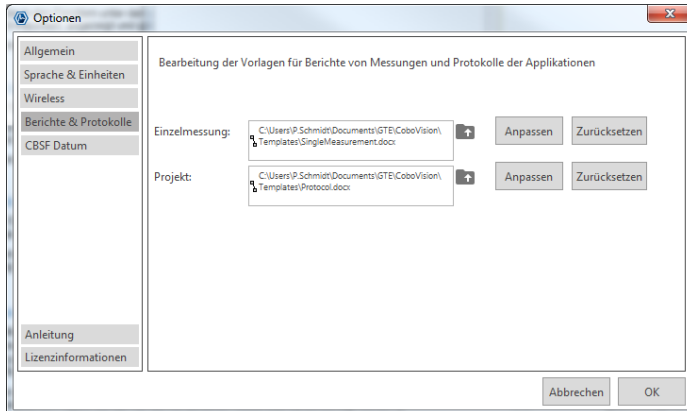 Optionen
Allgemein
Sprache & Einheiten
Wireless
Berichte & Protokolle
CBSF Datum
Anleitung
Lizenzinformationen
Bearbeitung der Vorlagen für Berichte von Messungen und Protokolle der Applikationen
Einzelmessung:
C:\Users\P.Schmidt\Documents\GTE\CoboVision\
Templates\SingleMeasurement.docx
Anpassen
Zurücksetzen
Projekt:
C:\Users\P.Schmidt\Documents\GTE\CoboVision\
Templates\Protocol.docx
Anpassen
Zurücksetzen
Abbrechen
OK